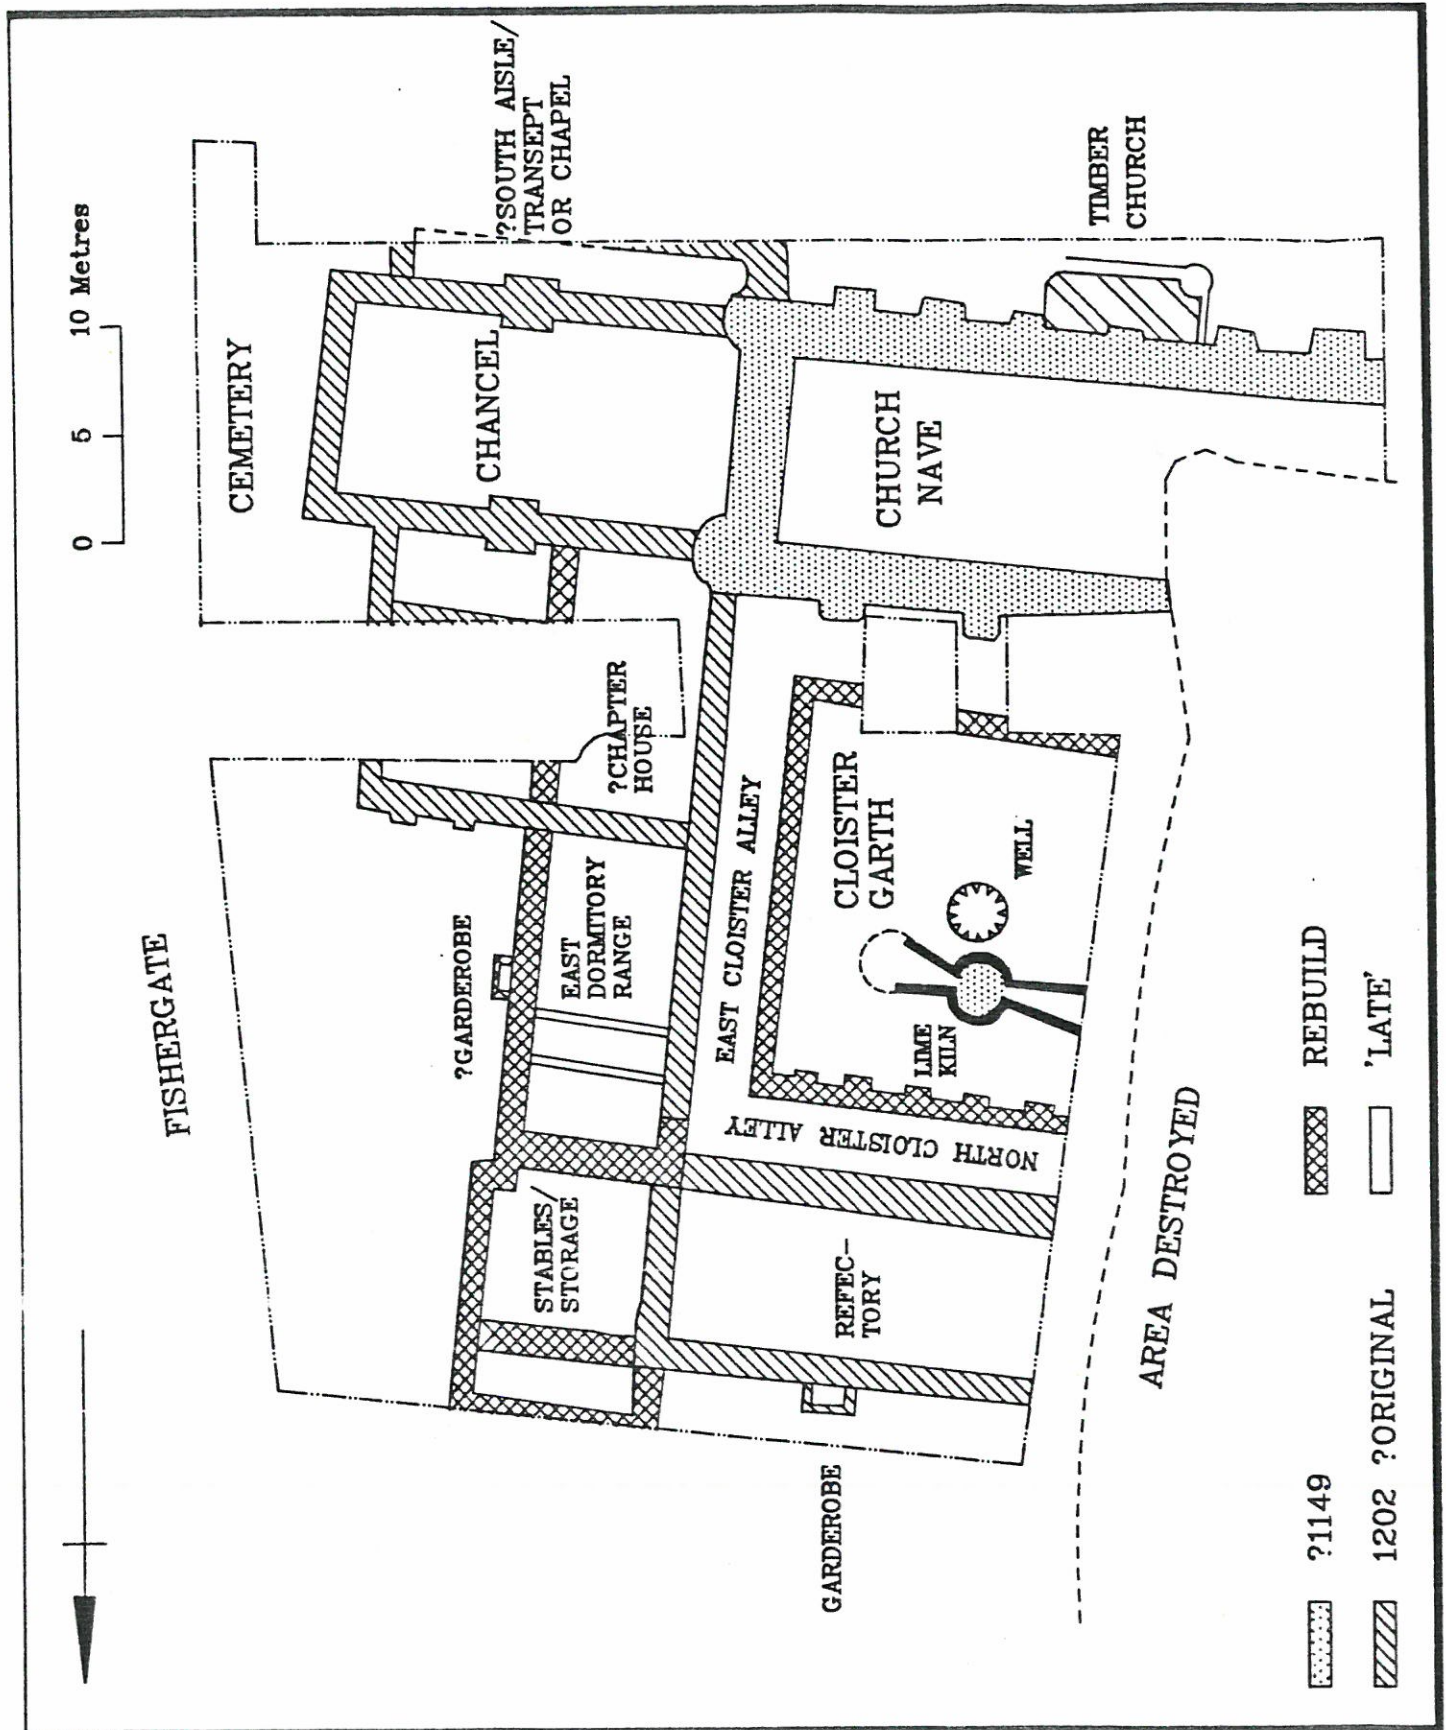 FISHERGATE
CEMETERY
0 5 10 Metres
?SOUTH AISLE/
TRANSEPT
OR CHAPEL
CHANCEL
?GARDEROBE
STABLES/
STORAGE
EAST
DORMITORY
RANGE
?CHAPTER
HOUSE
EAST CLOISTER ALLEY
NORTH CLOISTER ALLEY
CLOISTER
GARTH
CHURCH
NAVE
WELL
LIME
KILN
REFEC-
TORY
GARDEROBE
TIMBER
CHURCH
AREA DESTROYED
?1149
REBUILD
1202 ?ORIGINAL
'LATE'